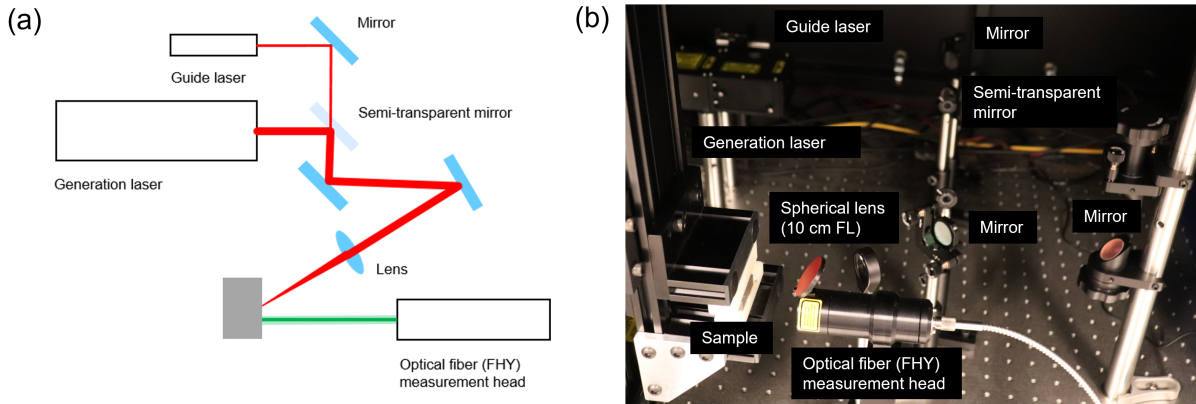 (a)
Mirror
Guide laser
Semi-transparent mirror
Generation laser
Lens
Optical fiber (FHY)
measurement head
(b)
Guide laser
Mirror
Semi-transparent
mirror
Generation laser
Spherical lens
(10 cm FL)
Mirror
Mirror
Sample
Optical fiber (FHY)
measurement head